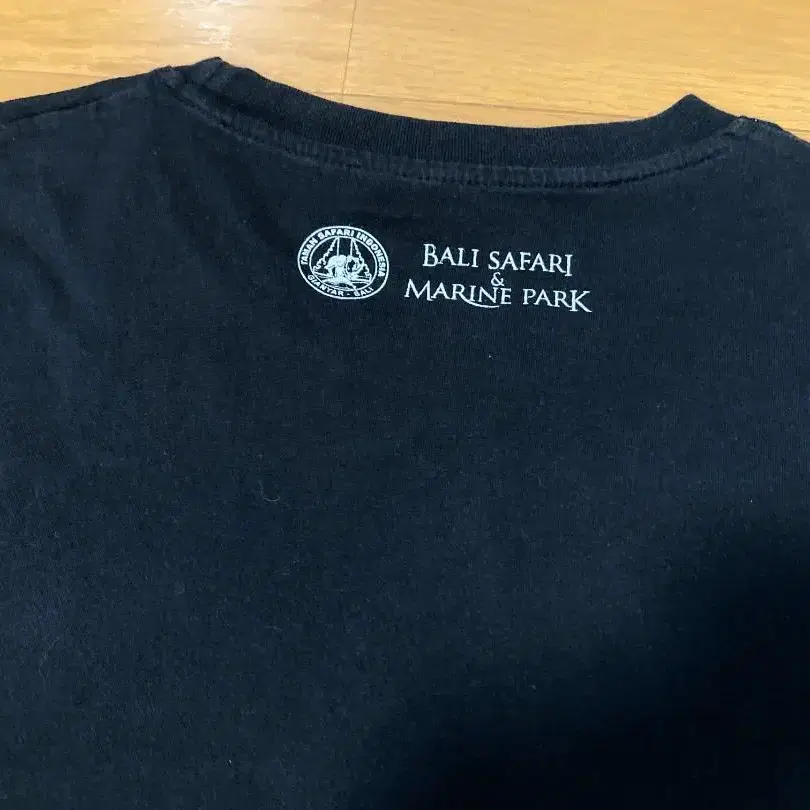 TAMAN SAFARI INDONESIA
GIANYAR - BALI
BALI SAFARI
&
MARINE PARK